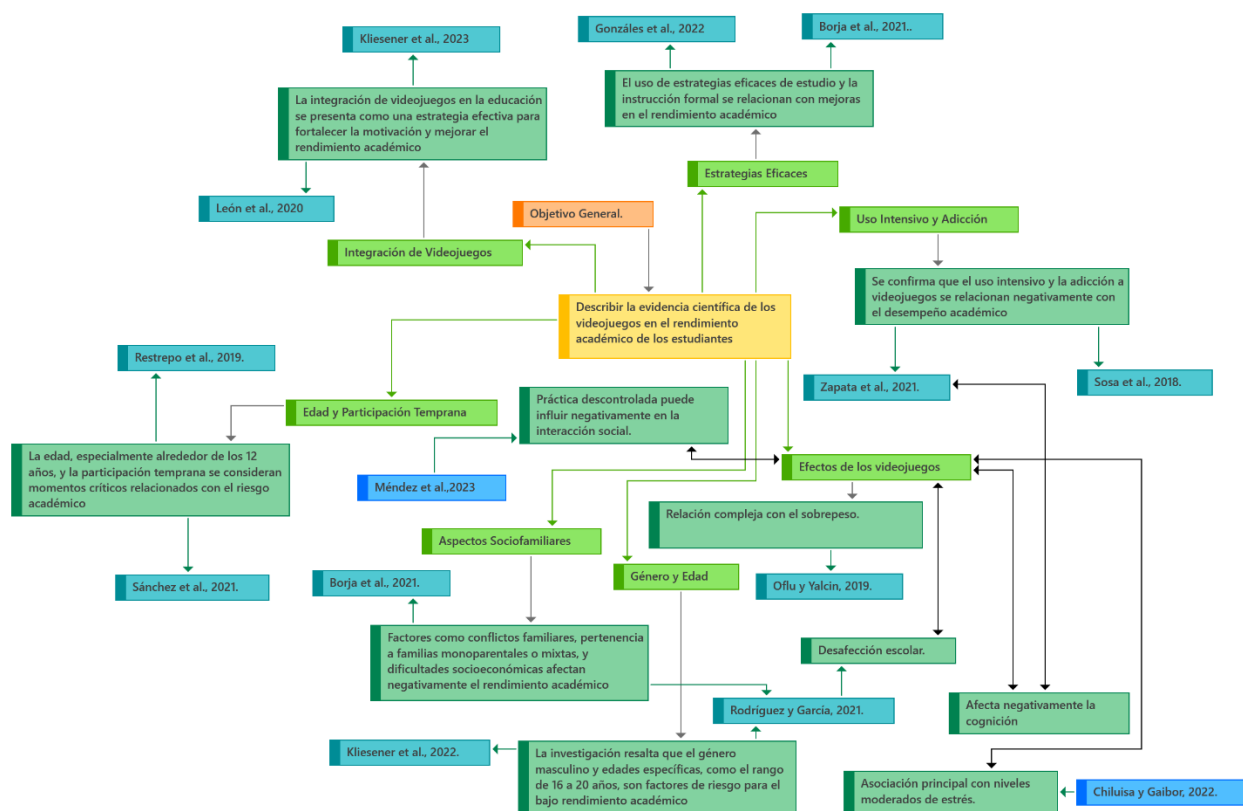 Kliesener et al., 2023
Gonzáles et al., 2022
Borja et al., 2021..
La integración de videojuegos en la educación
se presenta como una estrategia efectiva para
fortalecer la motivación y mejorar el
rendimiento académico
El uso de estrategias eficaces de estudio y la
instrucción formal se relacionan con mejoras
en el rendimiento académico
Estrategias Eficaces
León et al., 2020
Objetivo General.
Uso Intensivo y Adicción
Integración de Videojuegos
Se confirma que el uso intensivo y la adicción a
videojuegos se relacionan negativamente con
el desempeño académico
Describir la evidencia científica de los
videojuegos en el rendimiento
académico de los estudiantes
Restrepo et al., 2019.
Zapata et al., 2021.
Sosa et al., 2018.
Edad y Participación Temprana
Práctica descontrolada puede
influir negativamente en la
interacción social.
La edad, especialmente alrededor de los 12
años, y la participación temprana se consideran
momentos críticos relacionados con el riesgo
académico
Efectos de los videojuegos
Méndez et al.,2023
Relación compleja con el sobrepeso.
Aspectos Sociofamiliares
Género y Edad
Sánchez et al., 2021.
Borja et al., 2021.
Oflu y Yalcin, 2019.
Factores como conflictos familiares, pertenencia
a familias monoparentales o mixtas, y
dificultades socioeconómicas afectan
negativamente el rendimiento académico
Desafección escolar.
Rodríguez y García, 2021.
Afecta negativamente la
cognición
Kliesener et al., 2022.
La investigación resalta que el género
masculino y edades específicas, como el rango
de 16 a 20 años, son factores de riesgo para el
bajo rendimiento académico
Asociación principal con niveles
moderados de estrés.
Chiluisa y Gaibor, 2022.